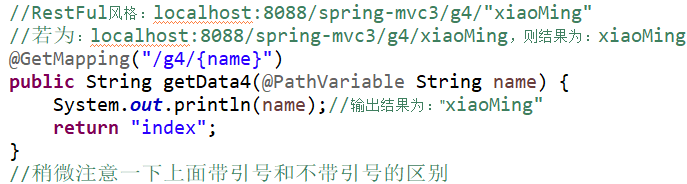 //RestFul风格：localhost:8088/spring-mvc3/g4/"xiaoMing"
//若为：localhost:8088/spring-mvc3/g4/xiaoMing，则结果为：xiaoMing
@GetMapping("/g4/{name}")
public String getData4(@PathVariable String name) {
    System.out.println(name);//输出结果为："xiaoMing"
    return "index";
}
//稍微注意一下上面带引号和不带引号的区别